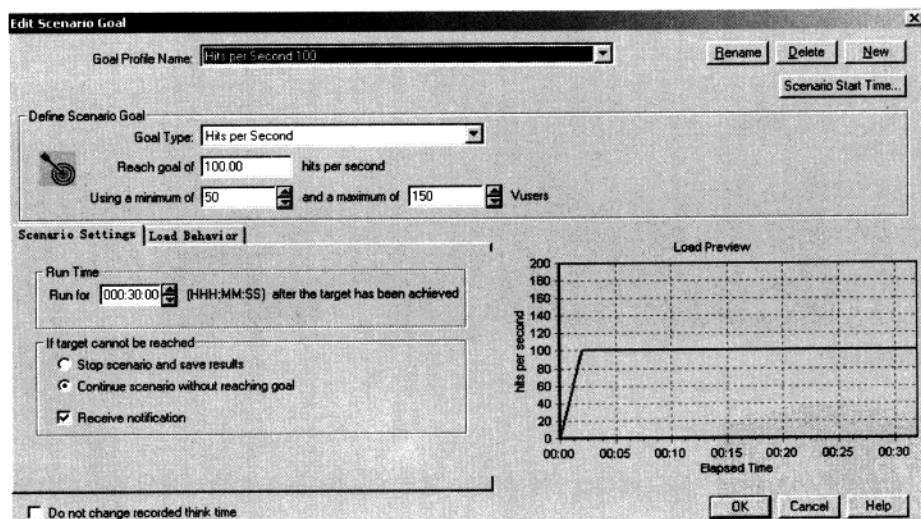 Edit Scenario Goal
Goal Profile Name: Hits per Second 100
Rename Delete New
Scenario Start Time...
Define Scenario Goal
Goal Type: Hits per Second
Reach goal of 100.00 hits per second
Using a minimum of 50 and a maximum of 150 Vusers
Scenario Settings Load Behavior
Run Time
Run for 000:30:00 (HHH:MM:SS) after the target has been achieved
If target cannot be reached
Stop scenario and save results
Continue scenario without reaching goal
Receive notification
Do not change recorded think time
Load Preview
hits per second
200
180
160
140
120
100
80
60
40
20
0
00:00 00:05 00:10 00:15 00:20 00:25 00:30
Elapsed Time
OK Cancel Help